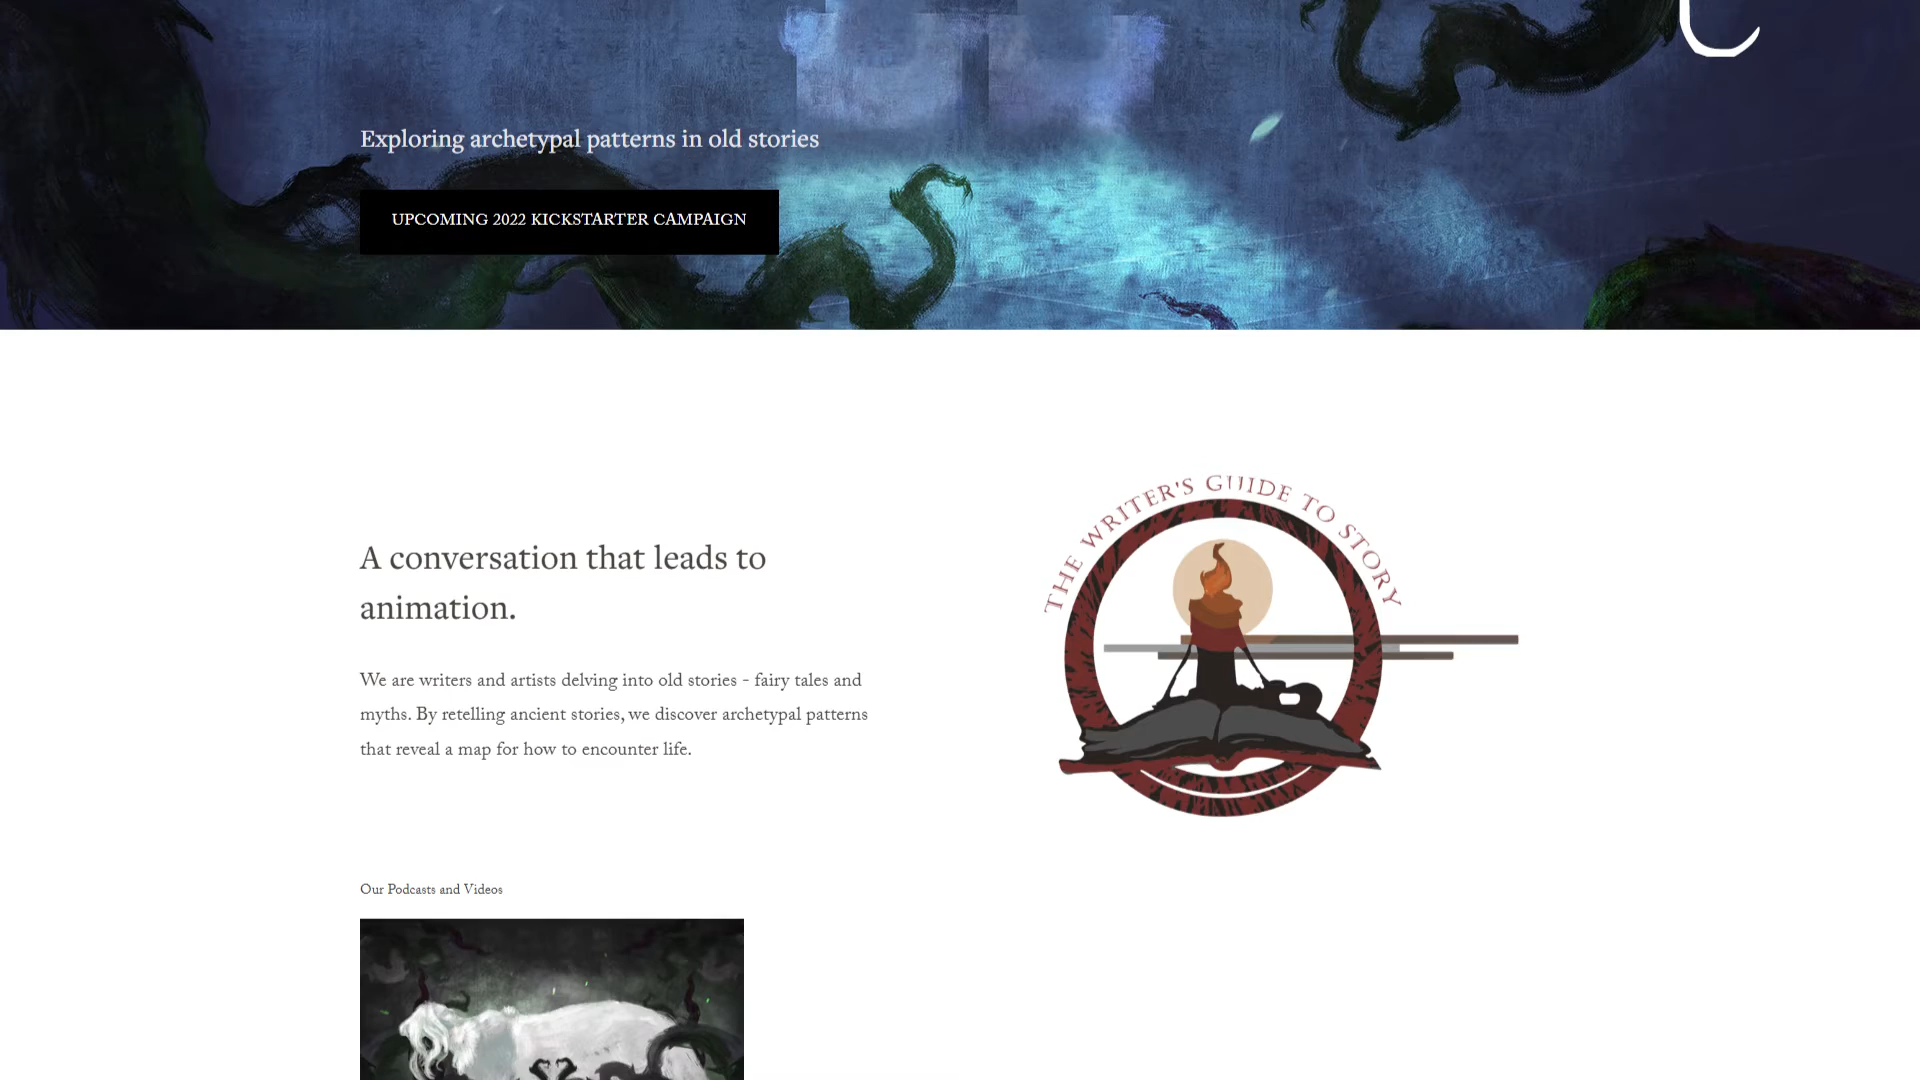 Exploring archetypal patterns in old stories
UPCOMING 2022 KICKSTARTER CAMPAIGN
THE WRITER'S GUIDE TO STORY
A conversation that leads to
animation.
We are writers and artists delving into old stories - fairy tales and
myths. By retelling ancient stories, we discover archetypal patterns
that reveal a map for how to encounter life.
Our Podcasts and Videos